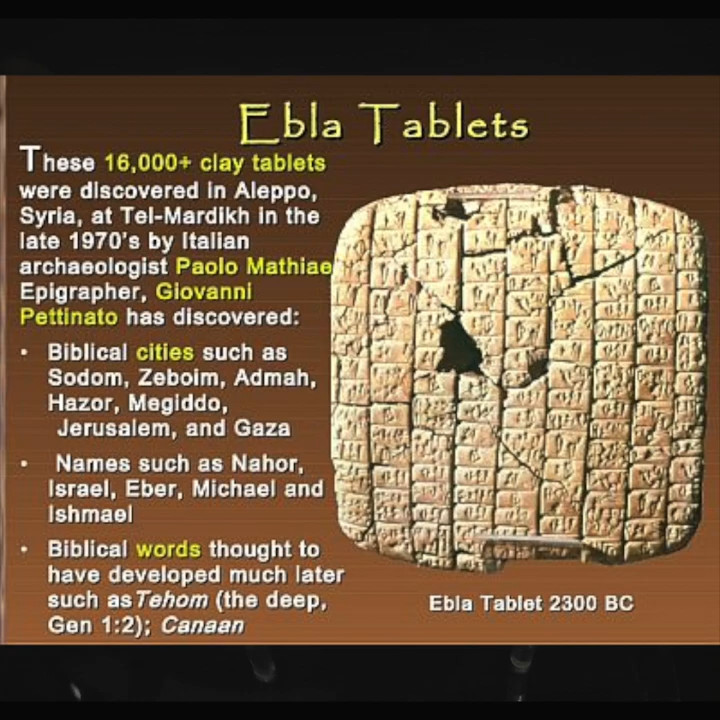 Ebla Tablets
These 16,000+ clay tablets
were discovered in Aleppo,
Syria, at Tel-Mardikh in the
late 1970's by Italian
archaeologist Paolo Mathiae
Epigrapher, Giovanni
Pettinato has discovered:
• Biblical cities such as
Sodom, Zeboim, Admah,
Hazor, Megiddo,
Jerusalem, and Gaza
• Names such as Nahor,
Israel, Eber, Michael and
Ishmael
• Biblical words thought to
have developed much later
such as Tehom (the deep,
Gen 1:2); Canaan
Ebla Tablet 2300 BC